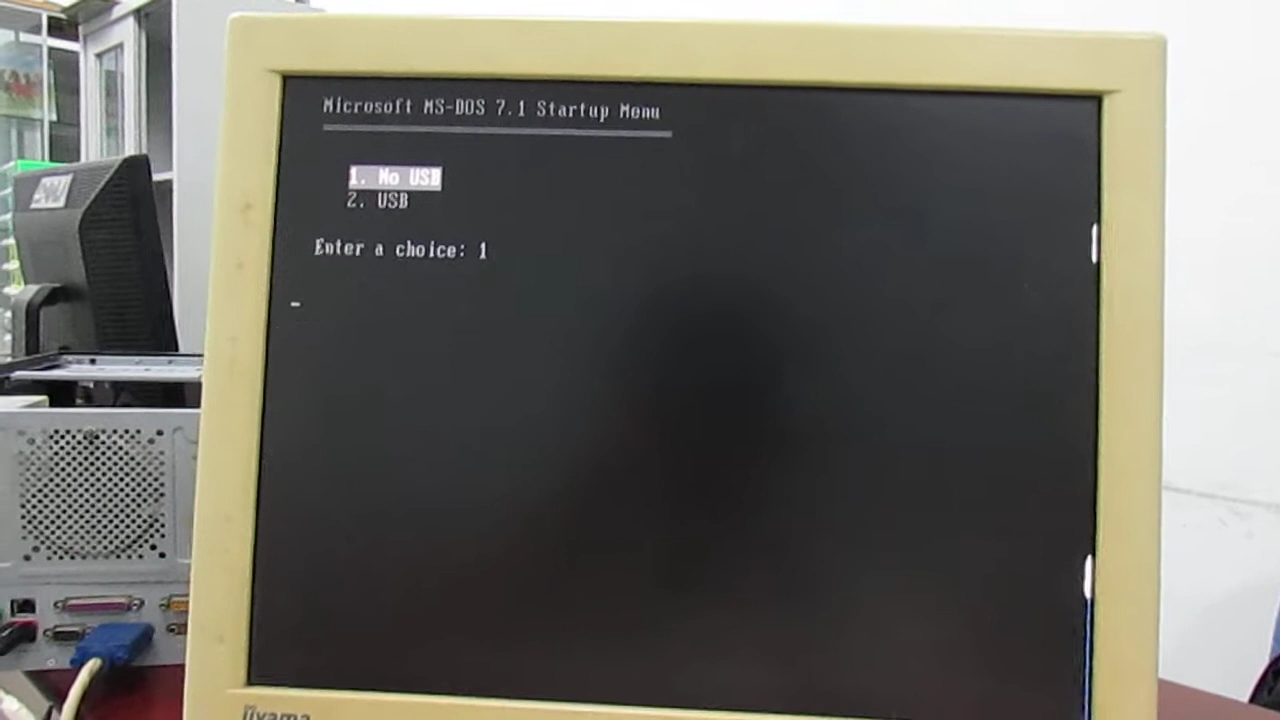 Microsoft MS-DOS 7.1 Startup Menu
1. No USB
2. USB
Enter a choice: 1
iiyama